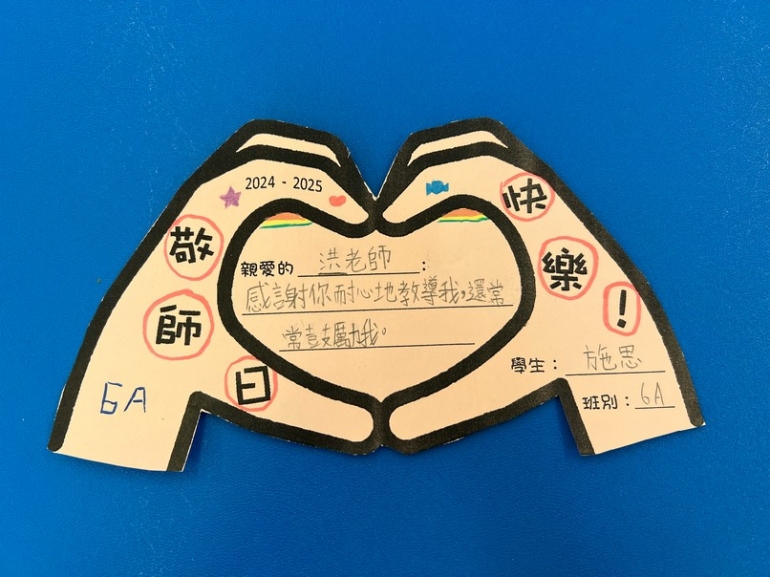 2024 - 2025
敬
師
日
快
樂
!
親愛的 洪老師:
感謝你耐心地教導我,還常
常鼓勵我。
學生:施思
班別:6A
6A